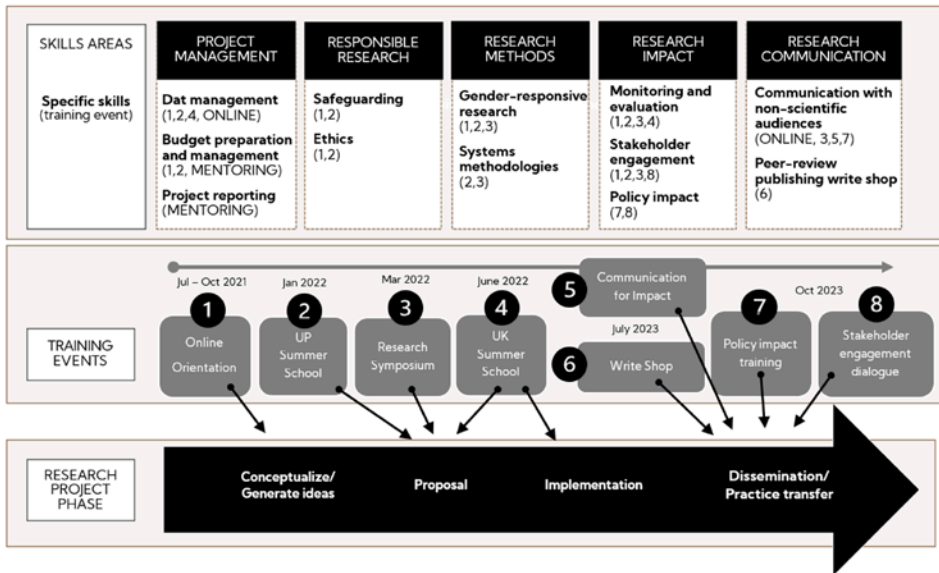 SKILLS AREAS
Specific skills
(training event)
PROJECT
MANAGEMENT
Dat management
(1,2,4, ONLINE)
Budget preparation
and management
(1,2, MENTORING)
Project reporting
(MENTORING)
RESPONSIBLE
RESEARCH
Safeguarding
(1,2)
Ethics
(1,2)
RESEARCH
METHODS
Gender-responsive
research
(1,2,3)
Systems
methodologies
(2,3)
RESEARCH
IMPACT
Monitoring and
evaluation
(1,2,3,4)
Stakeholder
engagement
(1,2,3,8)
Policy impact
(7,8)
RESEARCH
COMMUNICATION
Communication with
non-scientific
audiences
(ONLINE, 3,5,7)
Peer-review
publishing write shop
(6)
TRAINING
EVENTS
Jul – Oct 2021
1
Online
Orientation
Jan 2022
2
UP
Summer
School
Mar 2022
3
Research
Symposium
June 2022
4
UK
Summer
School
5
Communication
for Impact
July 2023
6
Write Shop
Oct 2023
7
Policy impact
training
8
Stakeholder
engagement
dialogue
RESEARCH
PROJECT
PHASE
Conceptualize/
Generate ideas
Proposal
Implementation
Dissemination/
Practice transfer